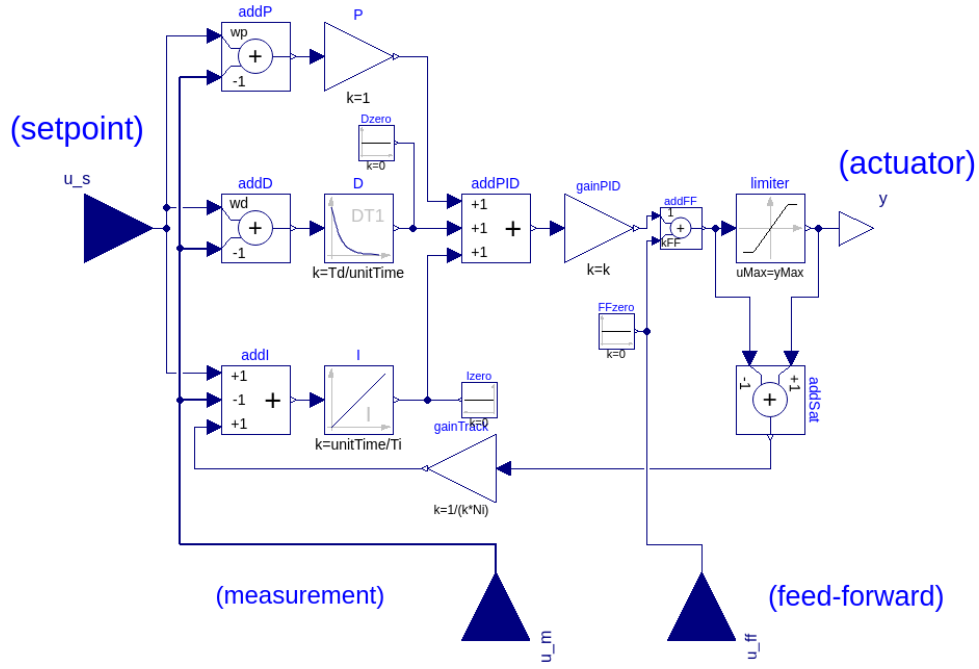 addP
P
wp
+
-1
k=1
(setpoint)
Dzero
k=0
(actuator)
u_s
addD
D
addPID
gainPID
addFF
limiter
y
wd
+
-1
DT1
+1
+1
+
+1
1
+
kFF
k=Td/unitTime
k=k
uMax=yMax
FFzero
k=0
addI
I
Izero
+1
-1
+
+1
I
k=0
-1
+1
+
addSat
k=unitTime/Ti
gainTrack
k=1/(k*Ni)
(measurement)
(feed-forward)
u_m
u_ff